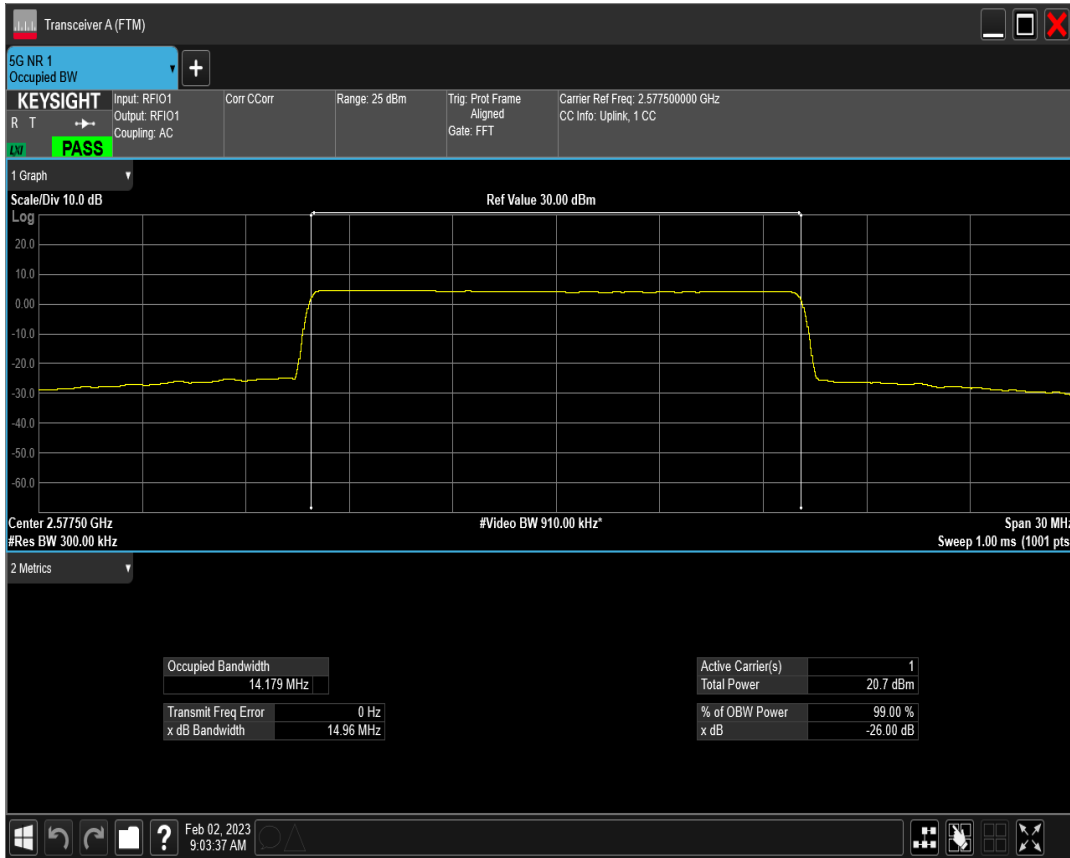 Transceiver A (FTM)
5G NR 1
Occupied BW
+
KEYSIGHT
R T
LXI
PASS
Input: RFIO1
Output: RFIO1
Coupling: AC
Corr CCorr
Range: 25 dBm
Trig: Prot Frame
Aligned
Gate: FFT
Carrier Ref Freq: 2.577500000 GHz
CC Info: Uplink, 1 CC
1 Graph
Scale/Div 10.0 dB
Ref Value 30.00 dBm
Log
20.0
10.0
0.00
-10.0
-20.0
-30.0
-40.0
-50.0
-60.0
Center 2.57750 GHz
#Video BW 910.00 kHz*
Span 30 MHz
#Res BW 300.00 kHz
Sweep 1.00 ms (1001 pts
2 Metrics
Occupied Bandwidth
14.179 MHz
Transmit Freq Error 0 Hz
x dB Bandwidth 14.96 MHz
Active Carrier(s) 1
Total Power 20.7 dBm
% of OBW Power 99.00 %
x dB -26.00 dB
?
Feb 02, 2023
9:03:37 AM